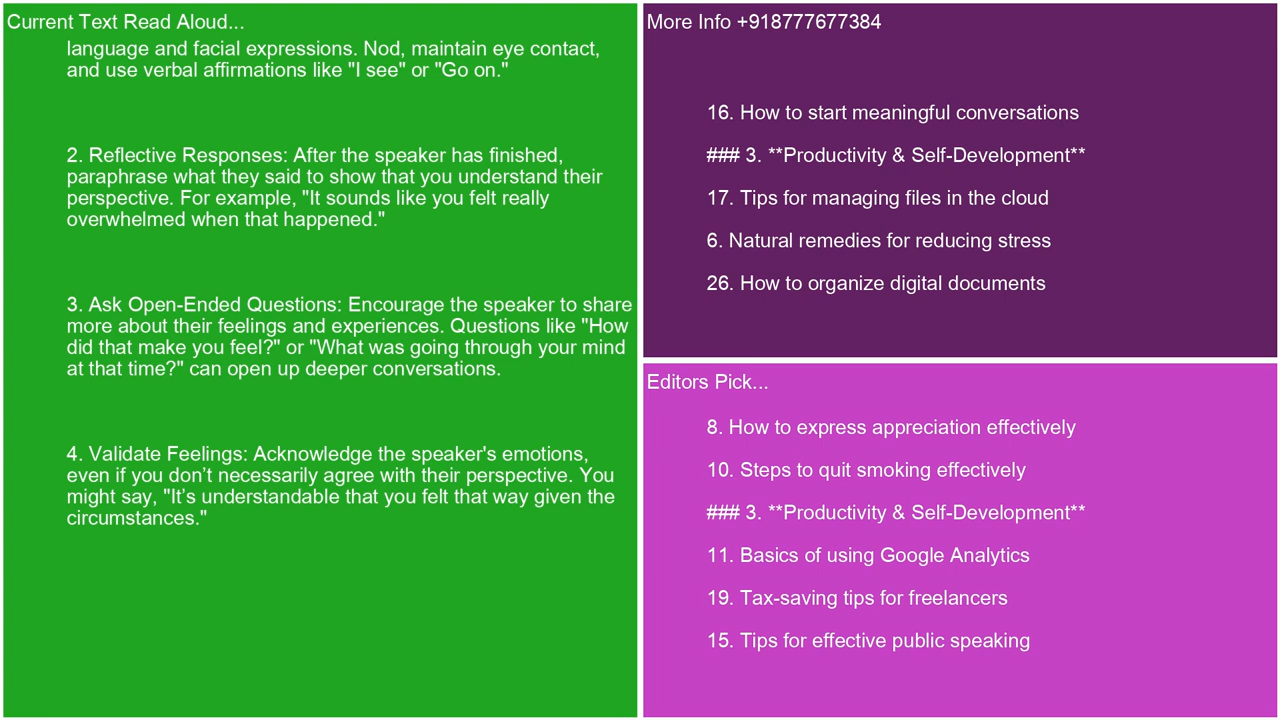 Current Text Read Aloud...
language and facial expressions. Nod, maintain eye contact,
and use verbal affirmations like "I see" or "Go on."
2. Reflective Responses: After the speaker has finished,
paraphrase what they said to show that you understand their
perspective. For example, "It sounds like you felt really
overwhelmed when that happened."
3. Ask Open-Ended Questions: Encourage the speaker to share
more about their feelings and experiences. Questions like "How
did that make you feel?" or "What was going through your mind
at that time?" can open up deeper conversations.
4. Validate Feelings: Acknowledge the speaker's emotions,
even if you don’t necessarily agree with their perspective. You
might say, "It’s understandable that you felt that way given the
circumstances."
More Info +918777677384
16. How to start meaningful conversations
### 3. **Productivity & Self-Development**
17. Tips for managing files in the cloud
6. Natural remedies for reducing stress
26. How to organize digital documents
Editors Pick...
8. How to express appreciation effectively
10. Steps to quit smoking effectively
### 3. **Productivity & Self-Development**
11. Basics of using Google Analytics
19. Tax-saving tips for freelancers
15. Tips for effective public speaking